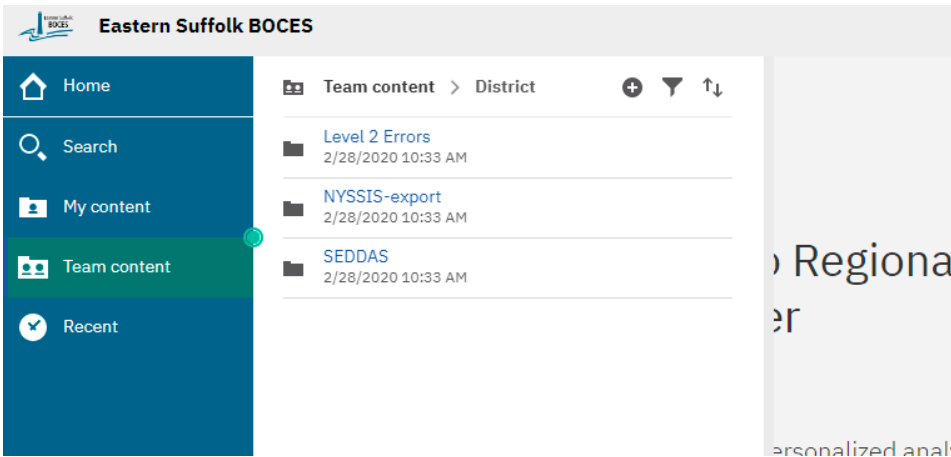 BOCES
Eastern Suffolk BOCES
Home
Search
My content
Team content
Recent
Team content > District
Level 2 Errors
2/28/2020 10:33 AM
NYSSIS-export
2/28/2020 10:33 AM
SEDDAS
2/28/2020 10:33 AM
Regiona
er
ersonalized anal